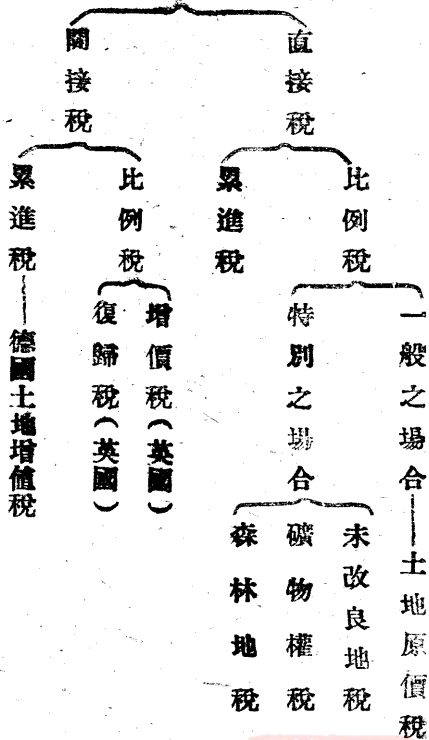 直接稅
比例稅
一般之場合——土地原價稅
特別之場合
未改良地稅
礦物權稅
森林地稅
累進稅
間接稅
比例稅
增價稅(英國)
復歸稅(英國)
累進稅——德國土地增值稅